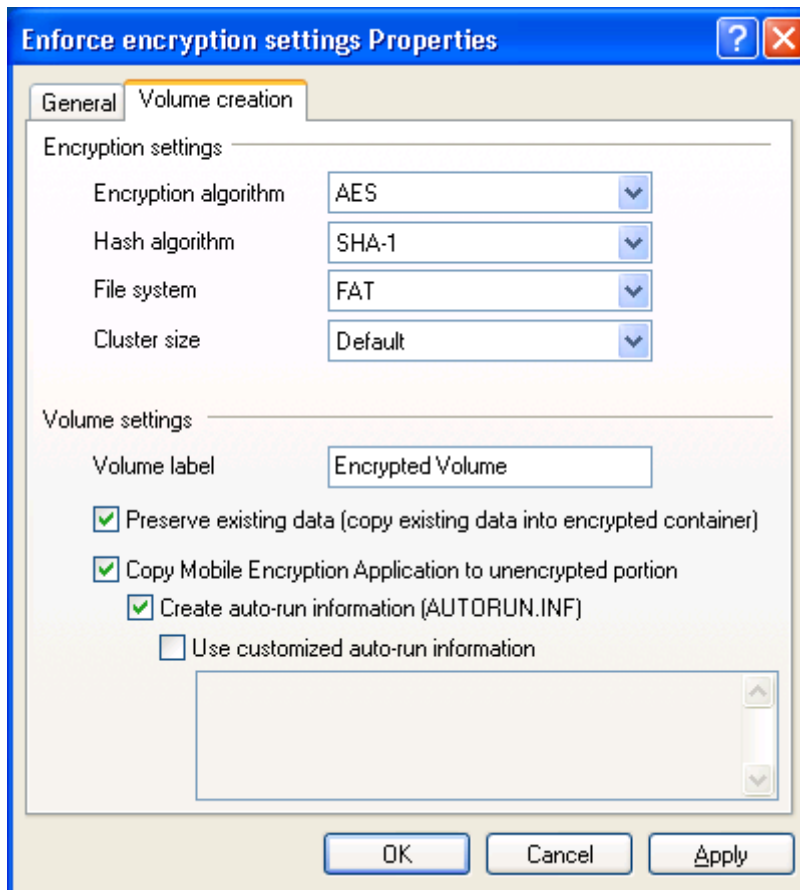 Enforce encryption settings Properties
General
Volume creation
Encryption settings
Encryption algorithm AES
Hash algorithm SHA-1
File system FAT
Cluster size Default
Volume settings
Volume label Encrypted Volume
Preserve existing data (copy existing data into encrypted container)
Copy Mobile Encryption Application to unencrypted portion
Create auto-run information (AUTORUN.INF)
Use customized auto-run information
OK Cancel Apply